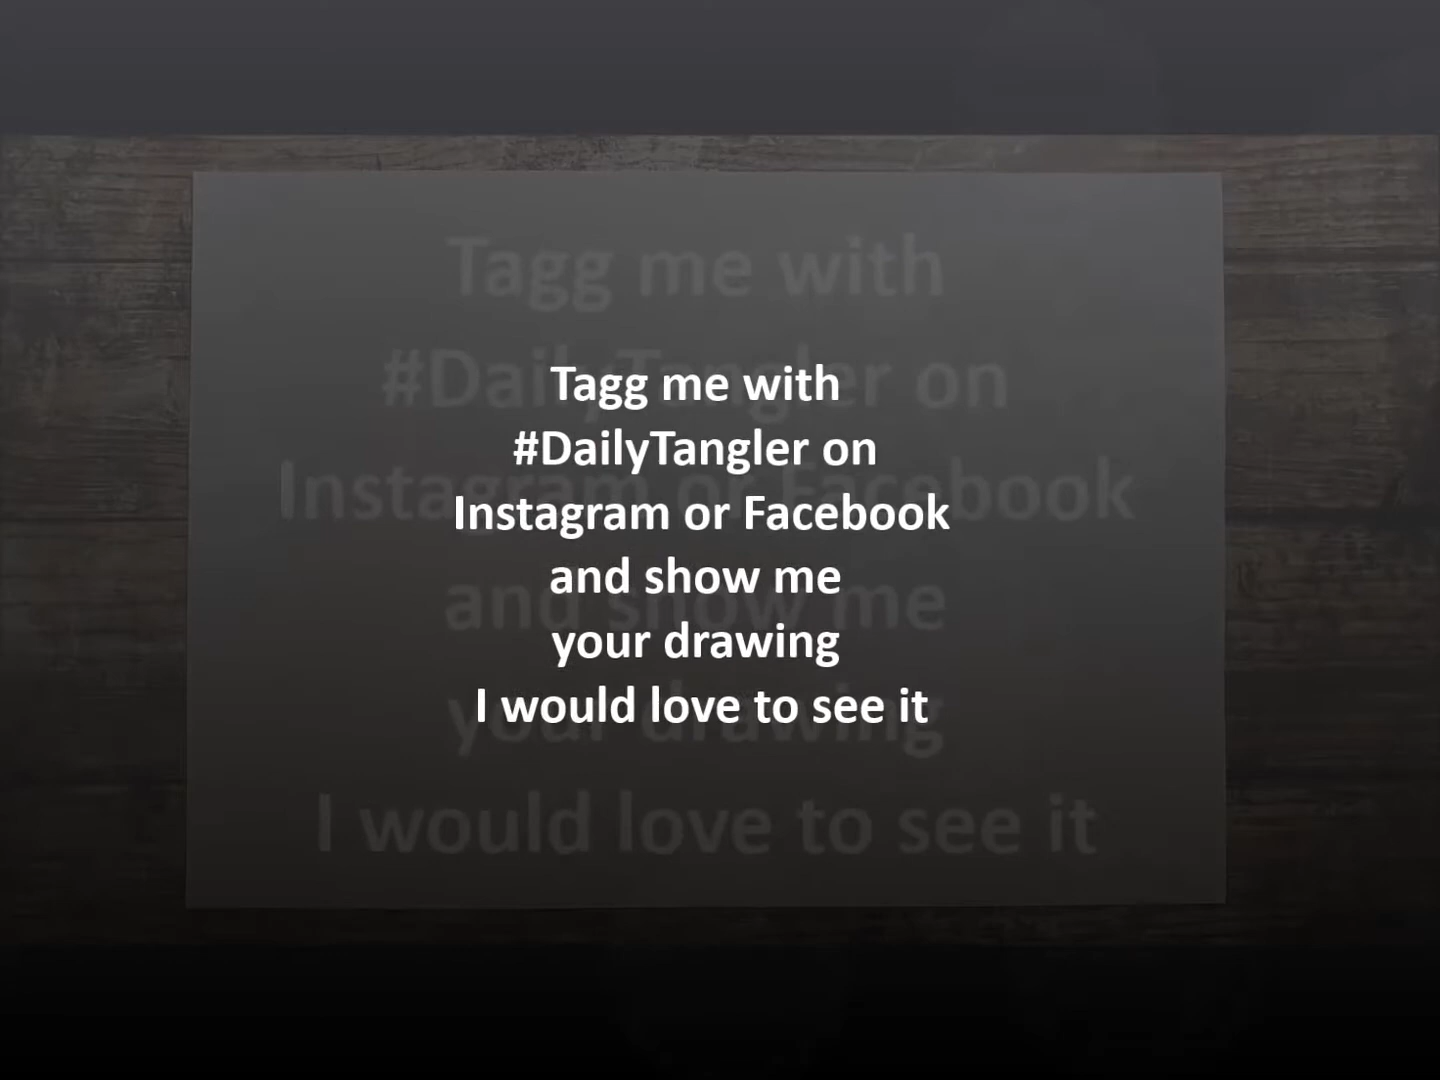 Tagg me with
#DailyTangler on
Instagram or Facebook
and show me
your drawing
I would love to see it